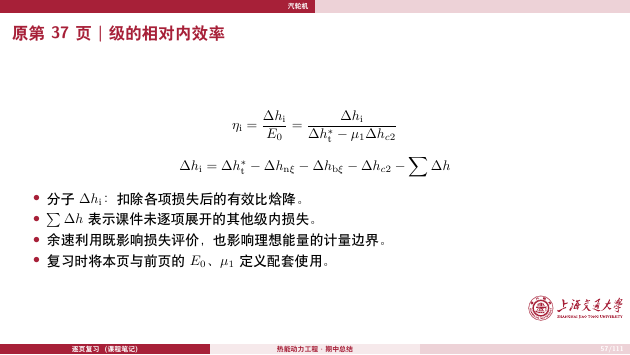 汽轮机
原第 37 页 | 级的相对内效率
η_i = Δh_i / E_0 = Δh_i / (Δh_t^* − μ_1Δh_{c2})
Δh_i = Δh_t^* − Δh_{nξ} − Δh_{bξ} − Δh_{c2} − ∑ Δh
• 分子 Δh_i：扣除各项损失后的有效比焓降。
• ∑ Δh 表示课件未逐项展开的其他级内损失。
• 余速利用既影响损失评价，也影响理想能量的计量边界。
• 复习时将本页与前页的 E_0、μ_1 定义配套使用。
上海交通大学
SHANGHAI JIAO TONG UNIVERSITY
逐页复习（课程笔记） 热能动力工程 · 期中总结 57/111